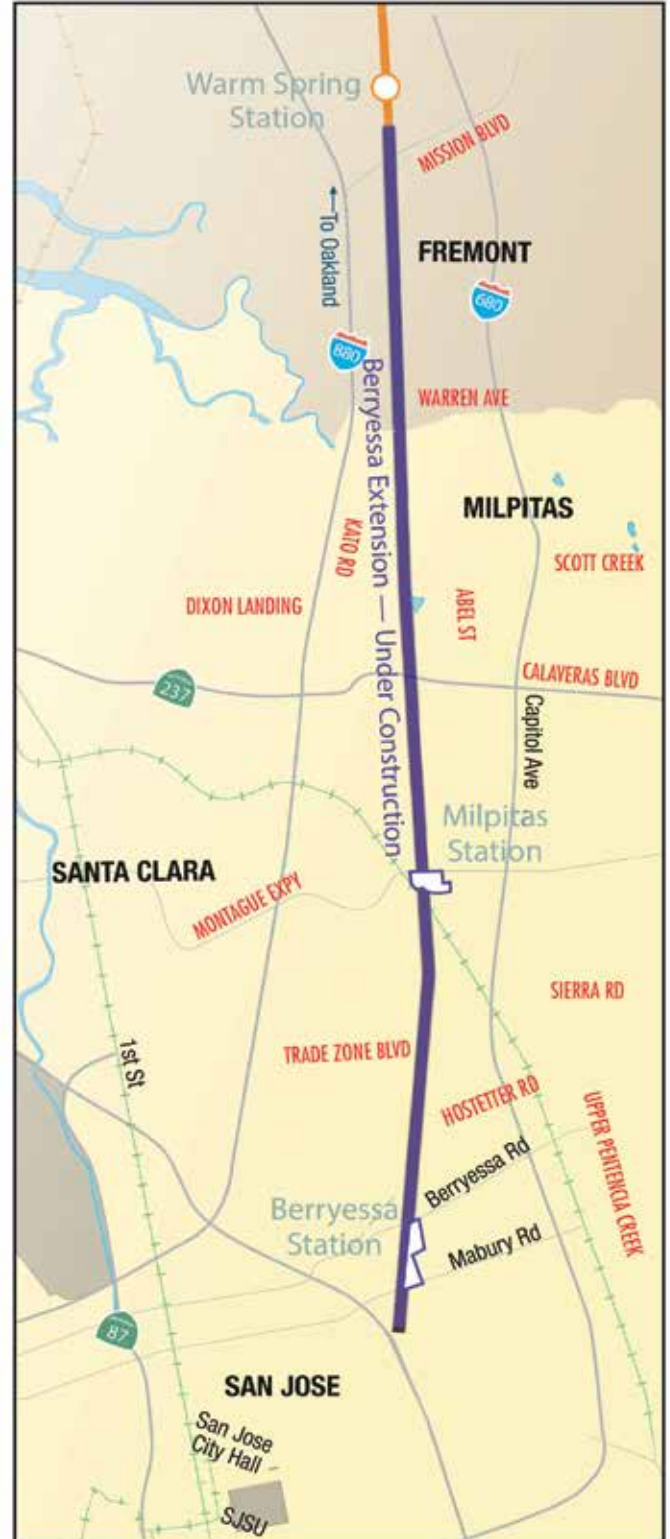 Warm Spring
Station
MISSION BLVD
←To Oakland
FREMONT
680
880
WARREN AVE
Berryessa Extension — Under Construction
MILPITAS
KATO RD
SCOTT CREEK
DIXON LANDING
ABEL ST
CALAVERAS BLVD
237
Capitol Ave
Milpitas
Station
SANTA CLARA
MONTAGUE EXPY
SIERRA RD
1st St
TRADE ZONE BLVD
HOSTETTER RD
UPPER PENTENCIA CREEK
Berryessa Rd
Berryessa
Station
Mabury Rd
87
SAN JOSE
San Jose
City Hall
SJSU